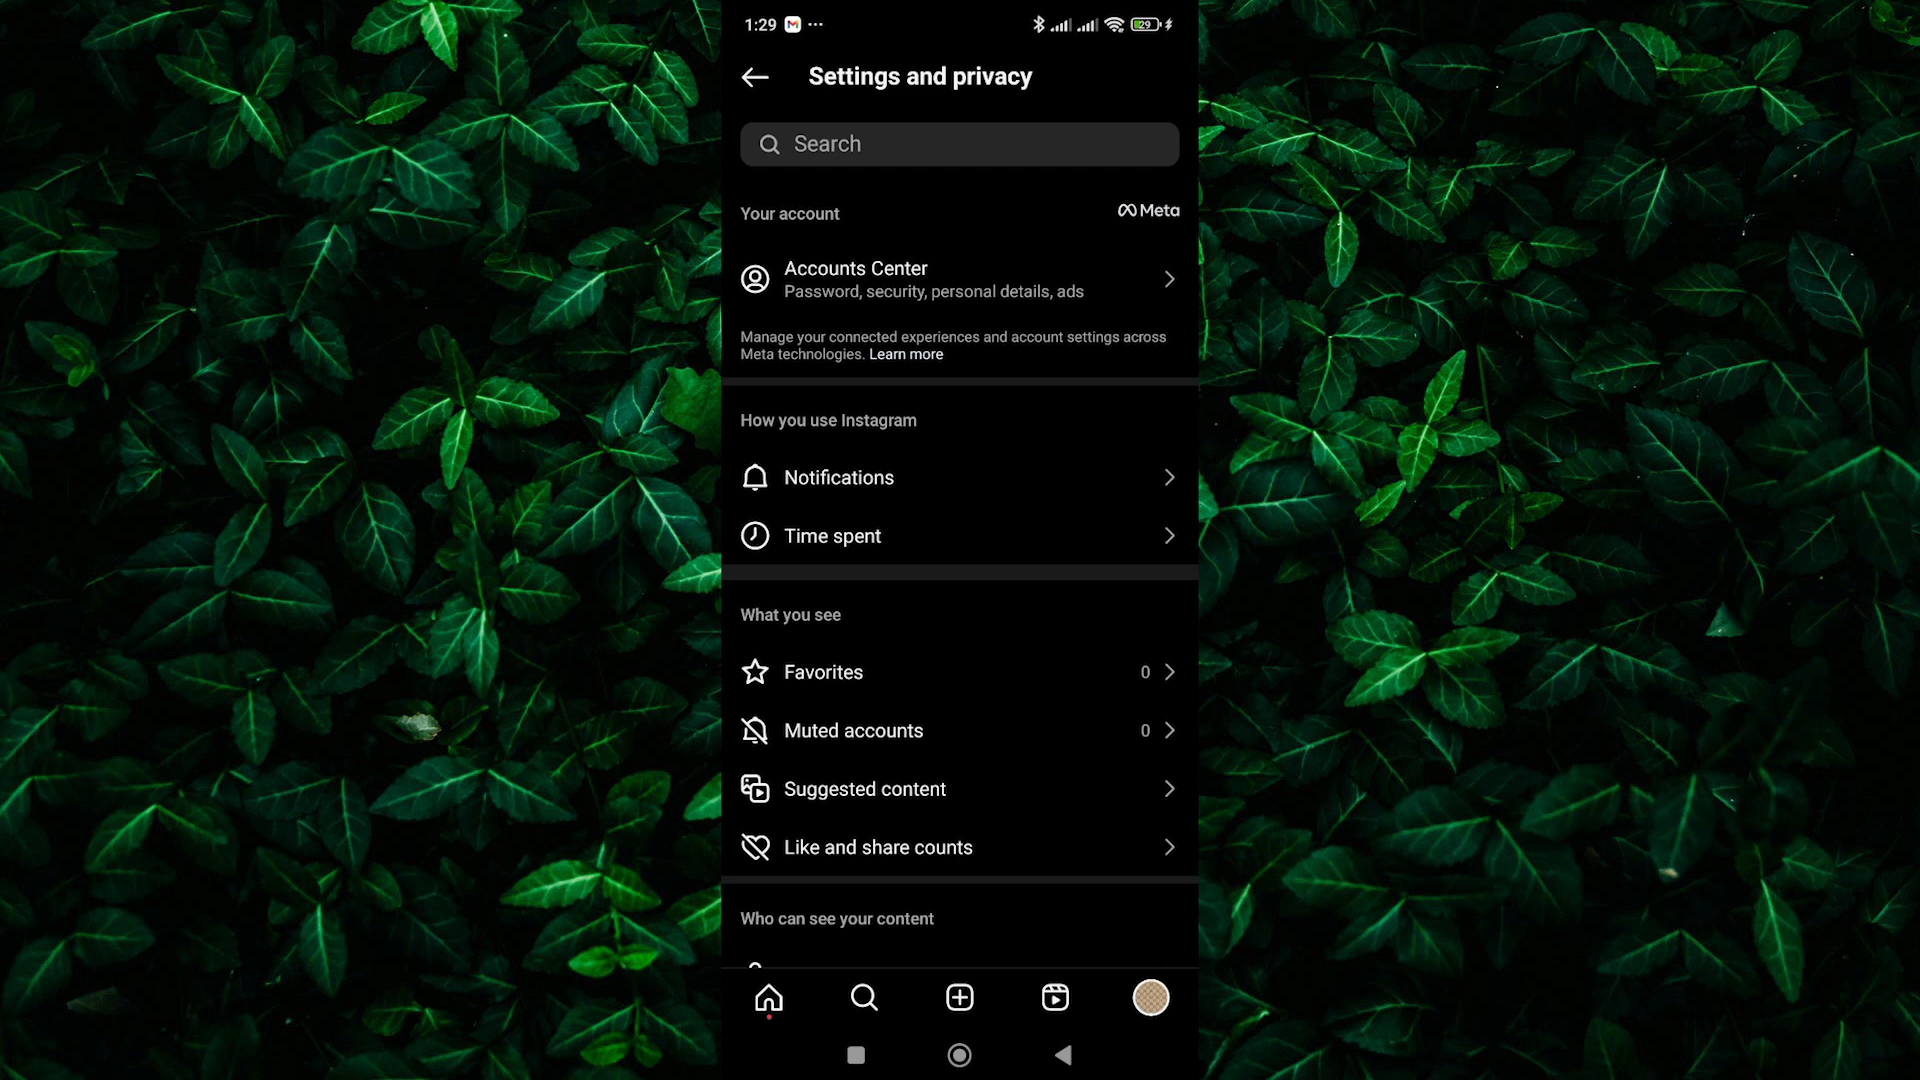 1:29 ··· 29
Settings and privacy
Search
Your account
Meta
Accounts Center
Password, security, personal details, ads
Manage your connected experiences and account settings across
Meta technologies. Learn more
How you use Instagram
Notifications
Time spent
What you see
Favorites 0
Muted accounts 0
Suggested content
Like and share counts
Who can see your content